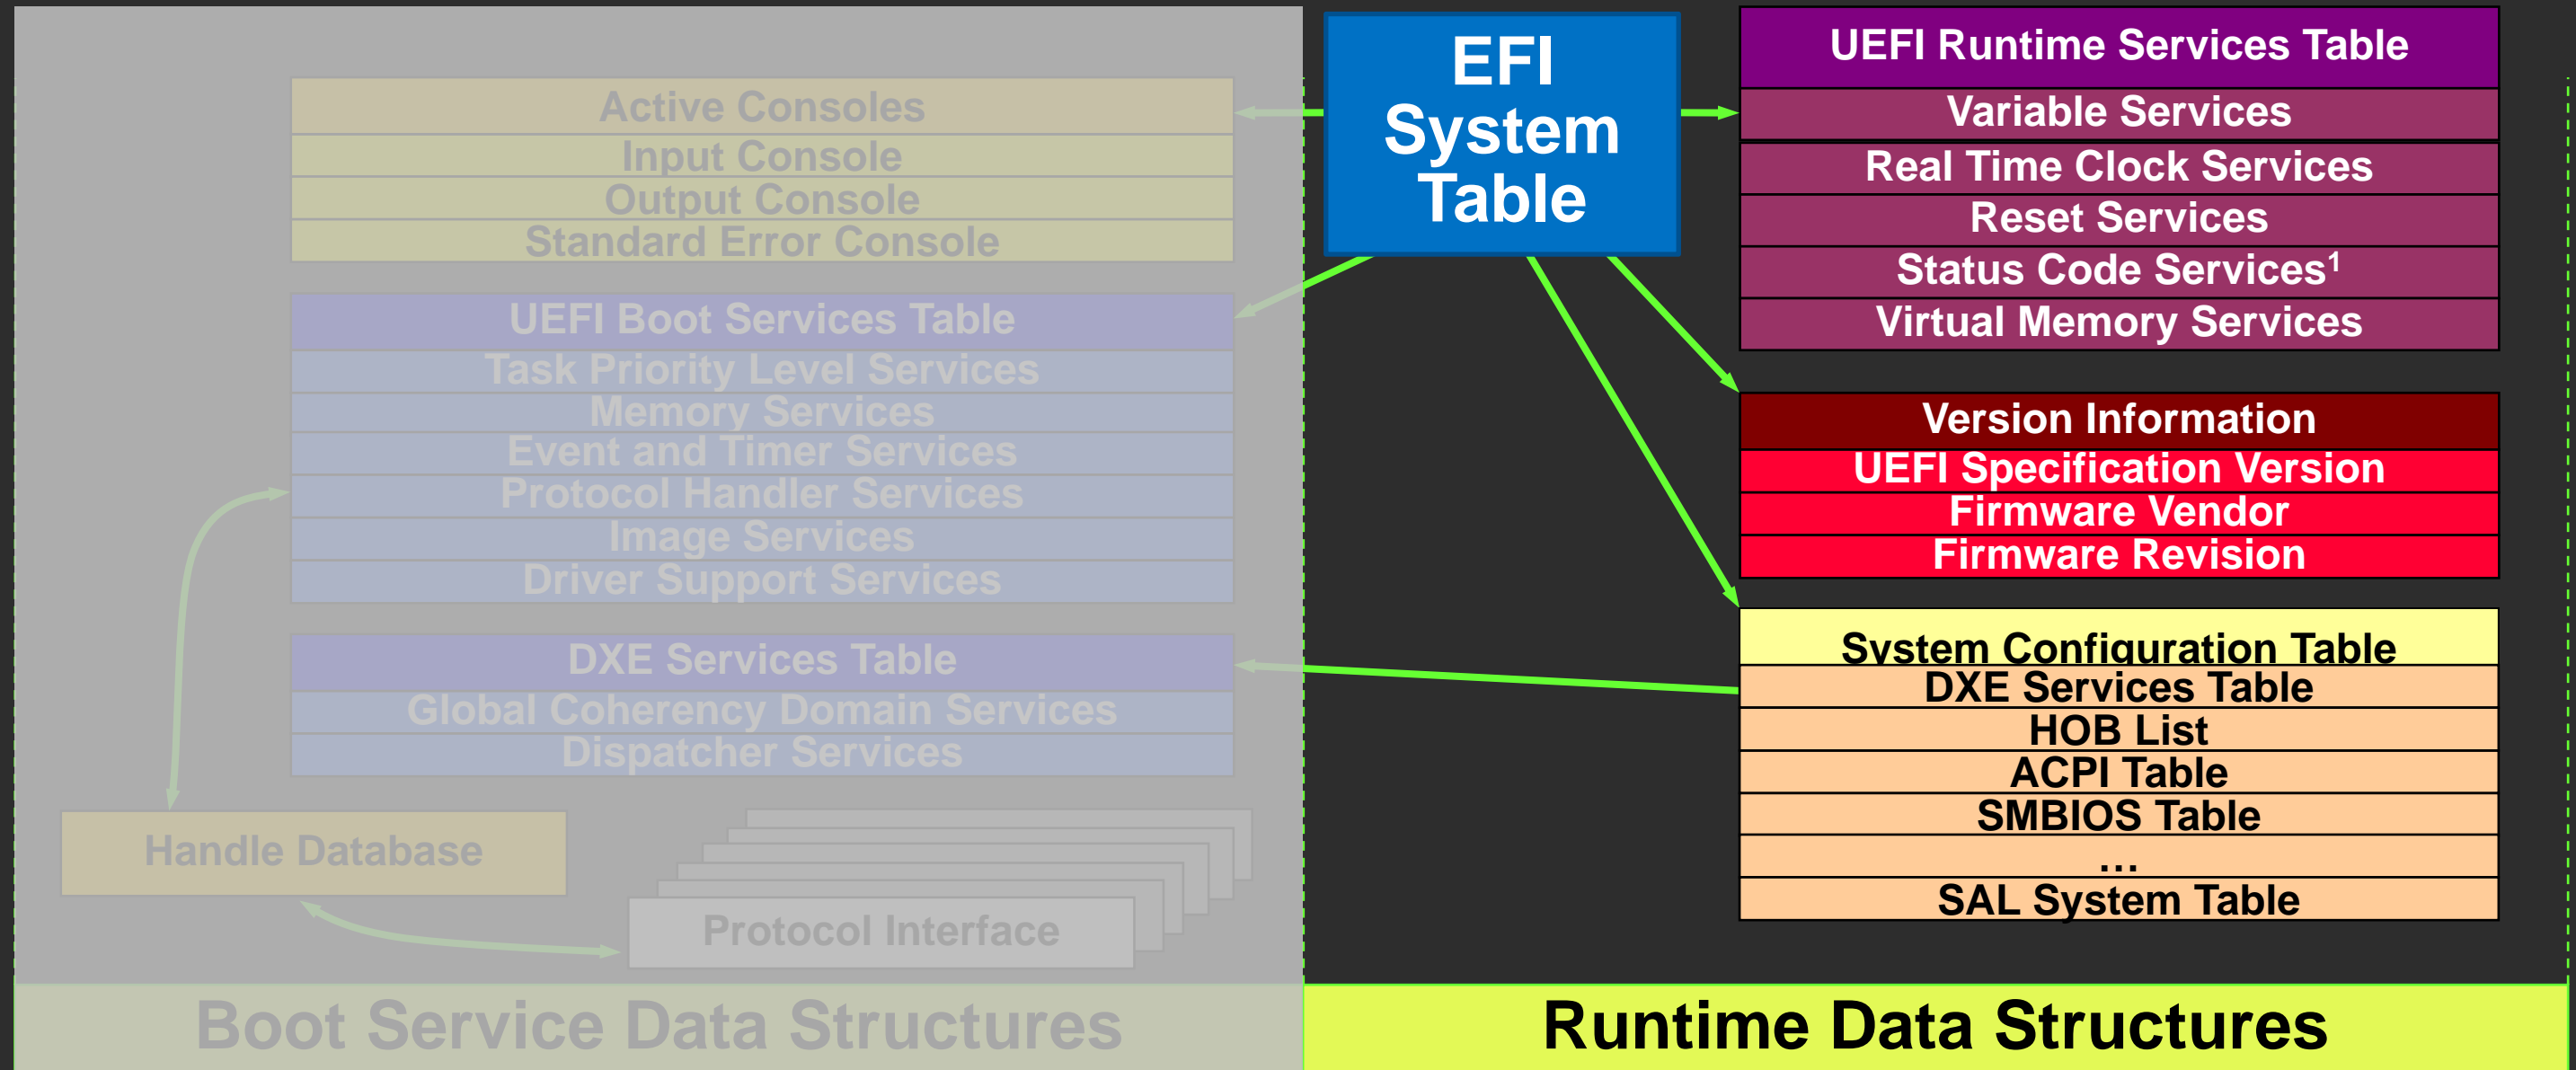 EFI
System
Table
Active Consoles
Input Console
Output Console
Standard Error Console
UEFI Boot Services Table
Task Priority Level Services
Memory Services
Event and Timer Services
Protocol Handler Services
Image Services
Driver Support Services
DXE Services Table
Global Coherency Domain Services
Dispatcher Services
Handle Database
Protocol Interface
Boot Service Data Structures
UEFI Runtime Services Table
Variable Services
Real Time Clock Services
Reset Services
Status Code Services¹
Virtual Memory Services
Version Information
UEFI Specification Version
Firmware Vendor
Firmware Revision
System Configuration Table
DXE Services Table
HOB List
ACPI Table
SMBIOS Table
…
SAL System Table
Runtime Data Structures